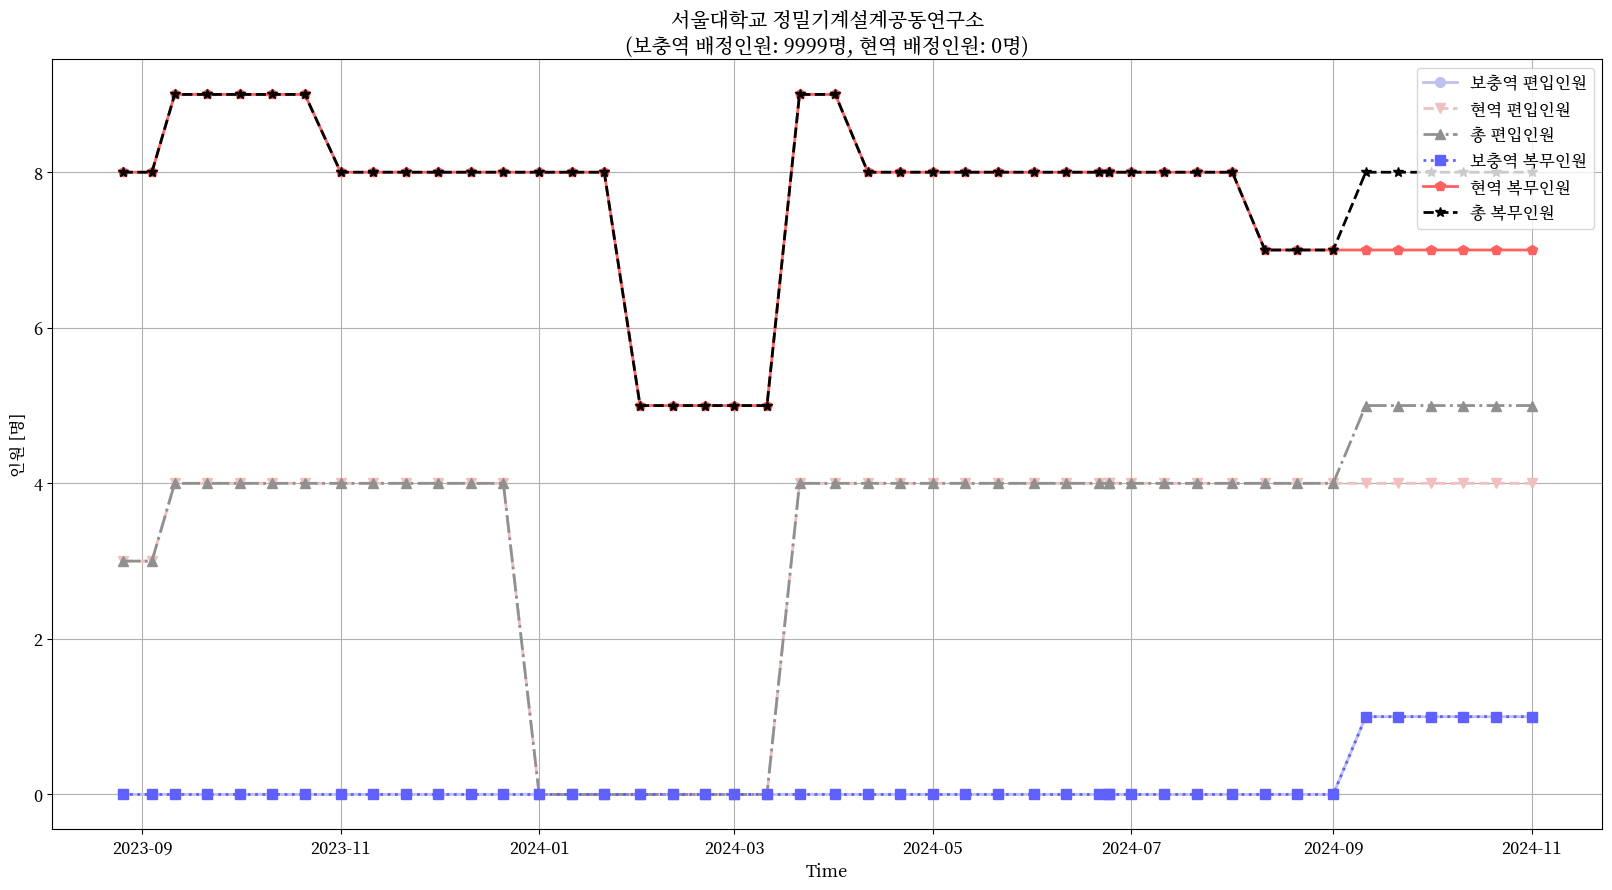 서울대학교 정밀기계설계공동연구소
(보충역 배정인원: 9999명, 현역 배정인원: 0명)
보충역 편입인원
현역 편입인원
총 편입인원
보충역 복무인원
현역 복무인원
총 복무인원
인원 [명]
8
6
4
2
0
2023-09
2023-11
2024-01
2024-03
2024-05
2024-07
2024-09
2024-11
Time